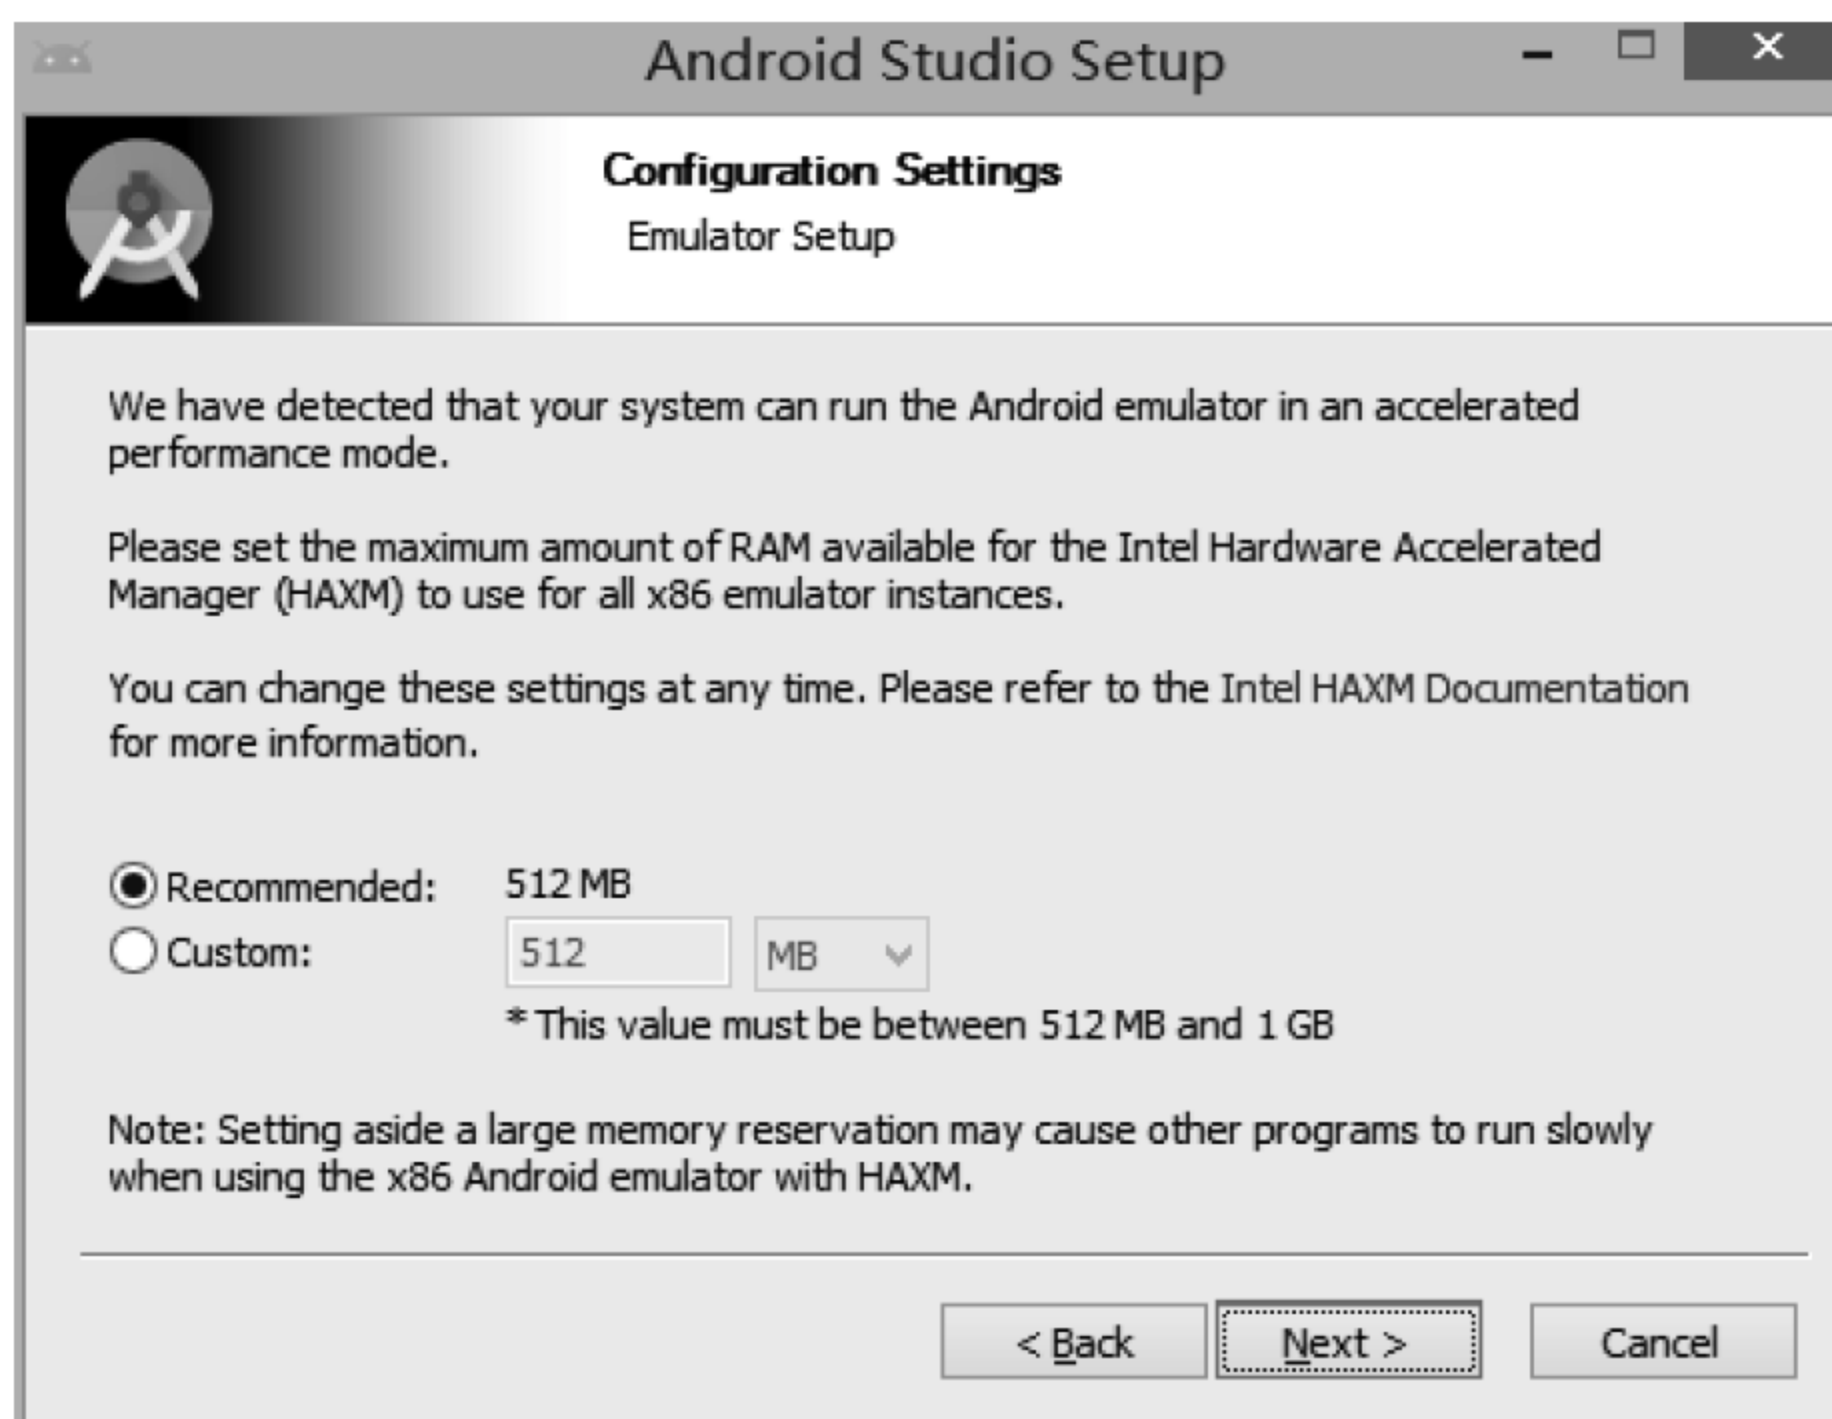 Android Studio Setup
Configuration Settings
Emulator Setup
We have detected that your system can run the Android emulator in an accelerated
performance mode.
Please set the maximum amount of RAM available for the Intel Hardware Accelerated
Manager (HAXM) to use for all x86 emulator instances.
You can change these settings at any time. Please refer to the Intel HAXM Documentation
for more information.
Recommended: 512 MB
Custom: 512 MB
* This value must be between 512 MB and 1 GB
Note: Setting aside a large memory reservation may cause other programs to run slowly
when using the x86 Android emulator with HAXM.
< Back Next > Cancel